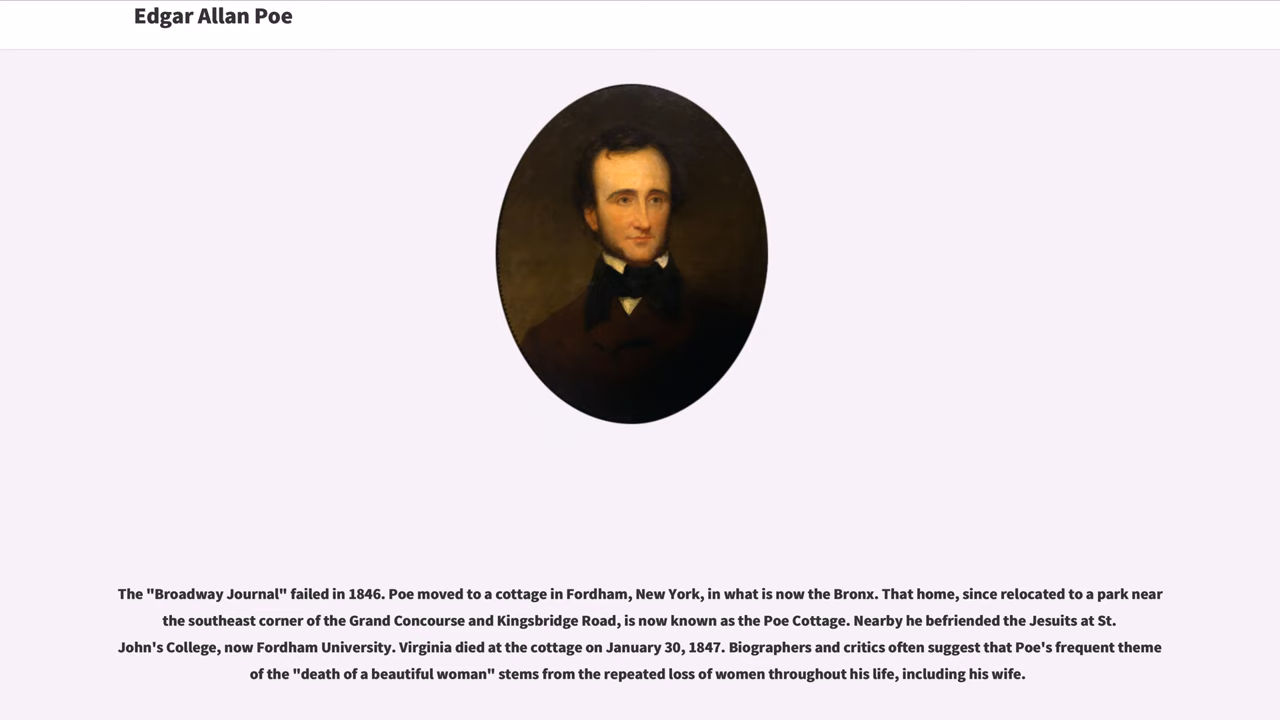 Edgar Allan Poe
The "Broadway Journal" failed in 1846. Poe moved to a cottage in Fordham, New York, in what is now the Bronx. That home, since relocated to a park near
the southeast corner of the Grand Concourse and Kingsbridge Road, is now known as the Poe Cottage. Nearby he befriended the Jesuits at St.
John's College, now Fordham University. Virginia died at the cottage on January 30, 1847. Biographers and critics often suggest that Poe's frequent theme
of the "death of a beautiful woman" stems from the repeated loss of women throughout his life, including his wife.